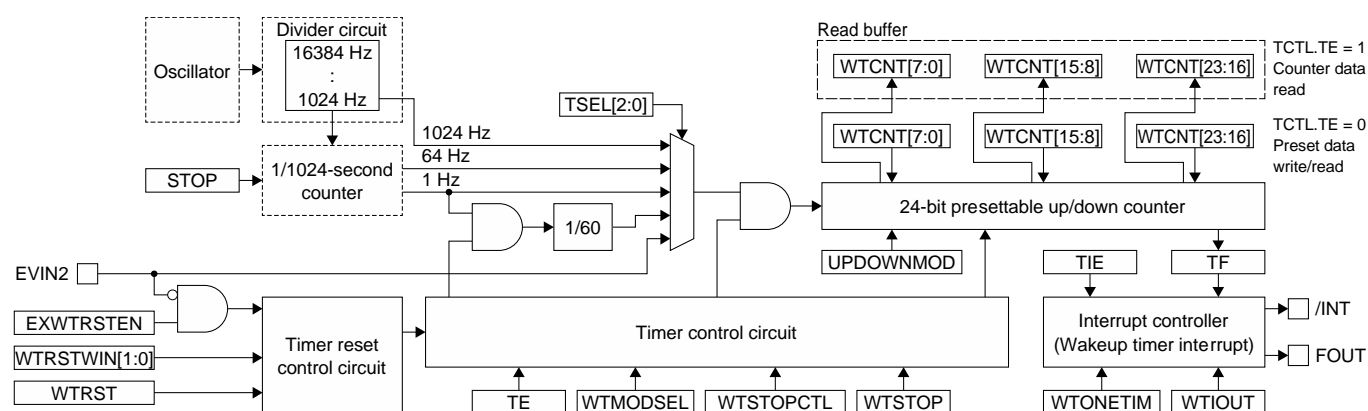 Divider circuit
Read buffer
16384 Hz
:
1024 Hz
Oscillator
WTCNT[7:0]
WTCNT[15:8]
WTCNT[23:16]
TCTL.TE = 1
Counter data
read
TSEL[2:0]
1024 Hz
64 Hz
1 Hz
WTCNT[7:0]
WTCNT[15:8]
WTCNT[23:16]
TCTL.TE = 0
Preset data
write/read
STOP
1/1024-second
counter
24-bit presettable up/down counter
1/60
EVIN2
UPDOWNMOD
TIE
TF
EXWTRSTEN
WTRSTWIN[1:0]
WTRST
Timer reset
control circuit
Timer control circuit
Interrupt controller
(Wakeup timer interrupt)
/INT
FOUT
TE
WTMODSEL
WTSTOPCTL
WTSTOP
WTONETIM
WTIOUT